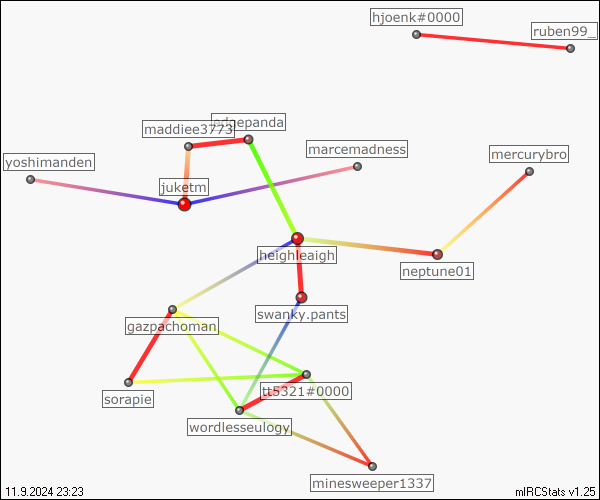 hjoenk#0000
ruben99_
maddiee3773
marcemadness
mercurybro
yoshimanden
juketm
heighleaigh
neptune01
swanky.pants
gazpachoman
sorapie
tt5321#0000
wordlesseulogy
minesweeper1337
11.9.2024 23:23
mIRCStats v1.25